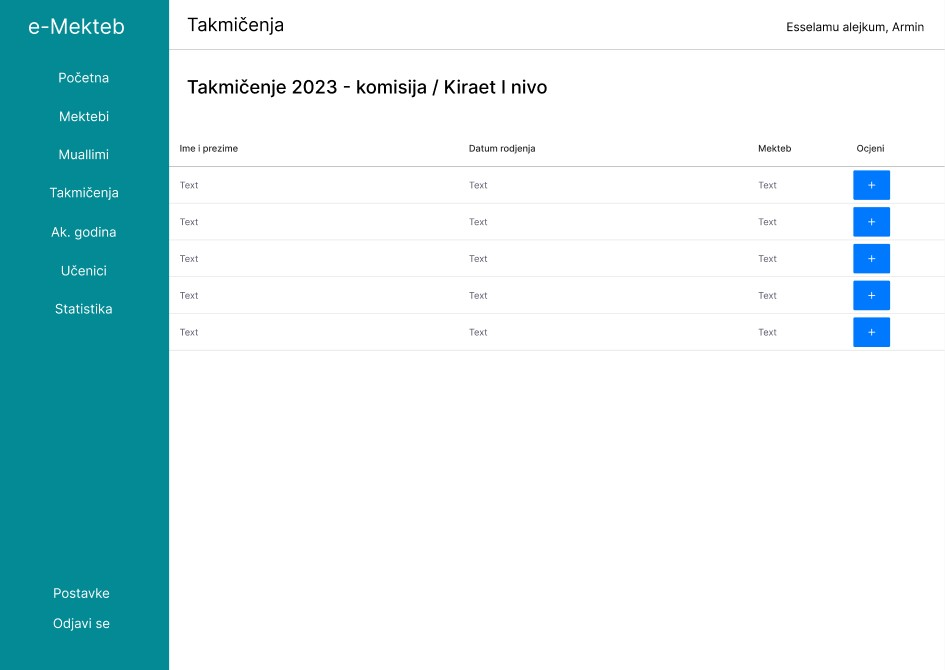 e-Mekteb
Početna
Mektebi
Muallimi
Takmičenja
Ak. godina
Učenici
Statistika
Postavke
Odjavi se
Takmičenja
Esselamu alejkum, Armin
Takmičenje 2023 - komisija / Kiraet I nivo
Ime i prezime Datum rodjenja Mekteb Ocjeni
Text Text Text +
Text Text Text +
Text Text Text +
Text Text Text +
Text Text Text +